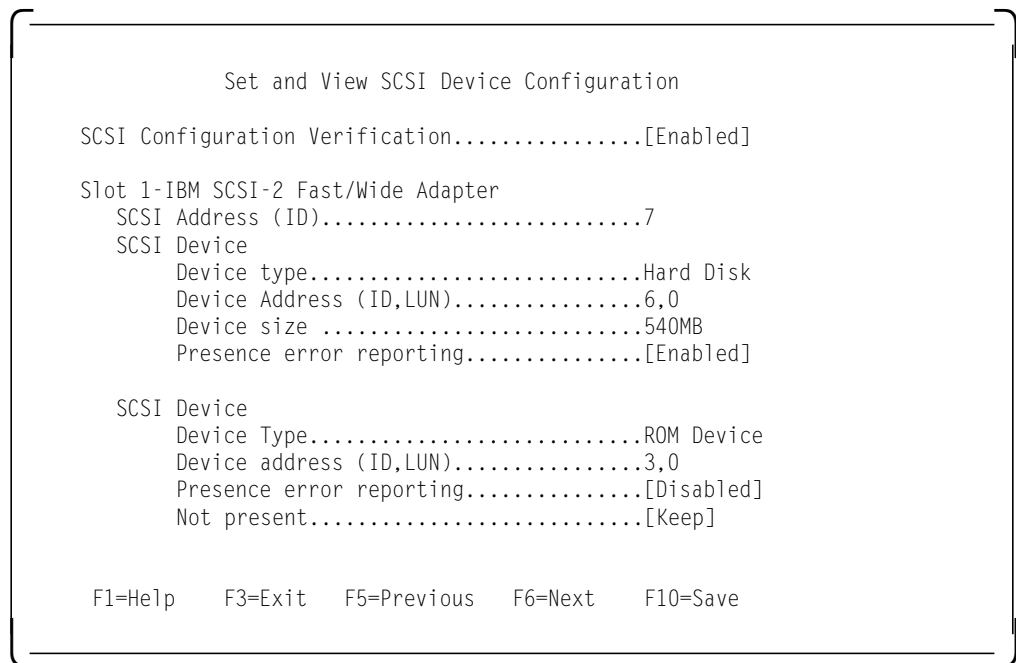 Set and View SCSI Device Configuration
SCSI Configuration Verification................[Enabled]
Slot 1-IBM SCSI-2 Fast/Wide Adapter
SCSI Address (ID)...........................7
SCSI Device
Device type............................Hard Disk
Device Address (ID,LUN)................6,0
Device size ...........................540MB
Presence error reporting...............[Enabled]
SCSI Device
Device Type............................ROM Device
Device address (ID,LUN)................3,0
Presence error reporting...............[Disabled]
Not present............................[Keep]
F1=Help F3=Exit F5=Previous F6=Next F10=Save